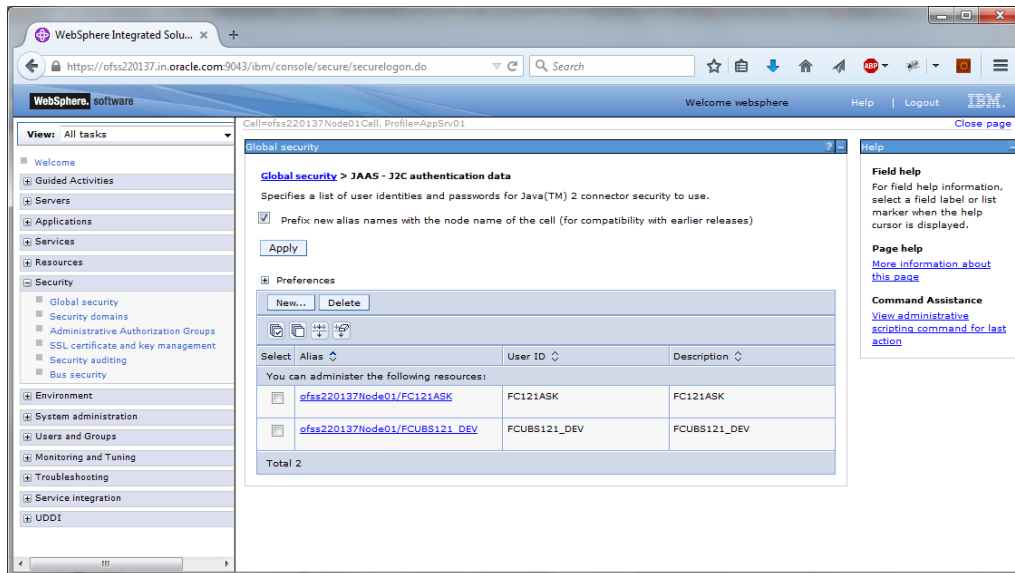 WebSphere Integrated Solu... × +
https://ofss220137.in.oracle.com:9043/ibm/console/secure/securelogon.do
Search
ABP
WebSphere. software
Welcome websphere
Help | Logout
IBM.
View: All tasks
Welcome
Guided Activities
Servers
Applications
Services
Resources
Security
Global security
Security domains
Administrative Authorization Groups
SSL certificate and key management
Security auditing
Bus security
Environment
System administration
Users and Groups
Monitoring and Tuning
Troubleshooting
Service integration
UDDI
Cell=ofss220137Node01Cell, Profile=AppSrv01
Close page
Global security
? –
Global security > JAAS - J2C authentication data
Specifies a list of user identities and passwords for Java(TM) 2 connector security to use.
Prefix new alias names with the node name of the cell (for compatibility with earlier releases)
Apply
Preferences
New... Delete
Select Alias User ID Description
You can administer the following resources:
ofss220137Node01/FC121ASK FC121ASK FC121ASK
ofss220137Node01/FCUBS121_DEV FCUBS121_DEV FCUBS121_DEV
Total 2
Help
Field help
For field help information,
select a field label or list
marker when the help
cursor is displayed.
Page help
More information about
this page
Command Assistance
View administrative
scripting command for last
action